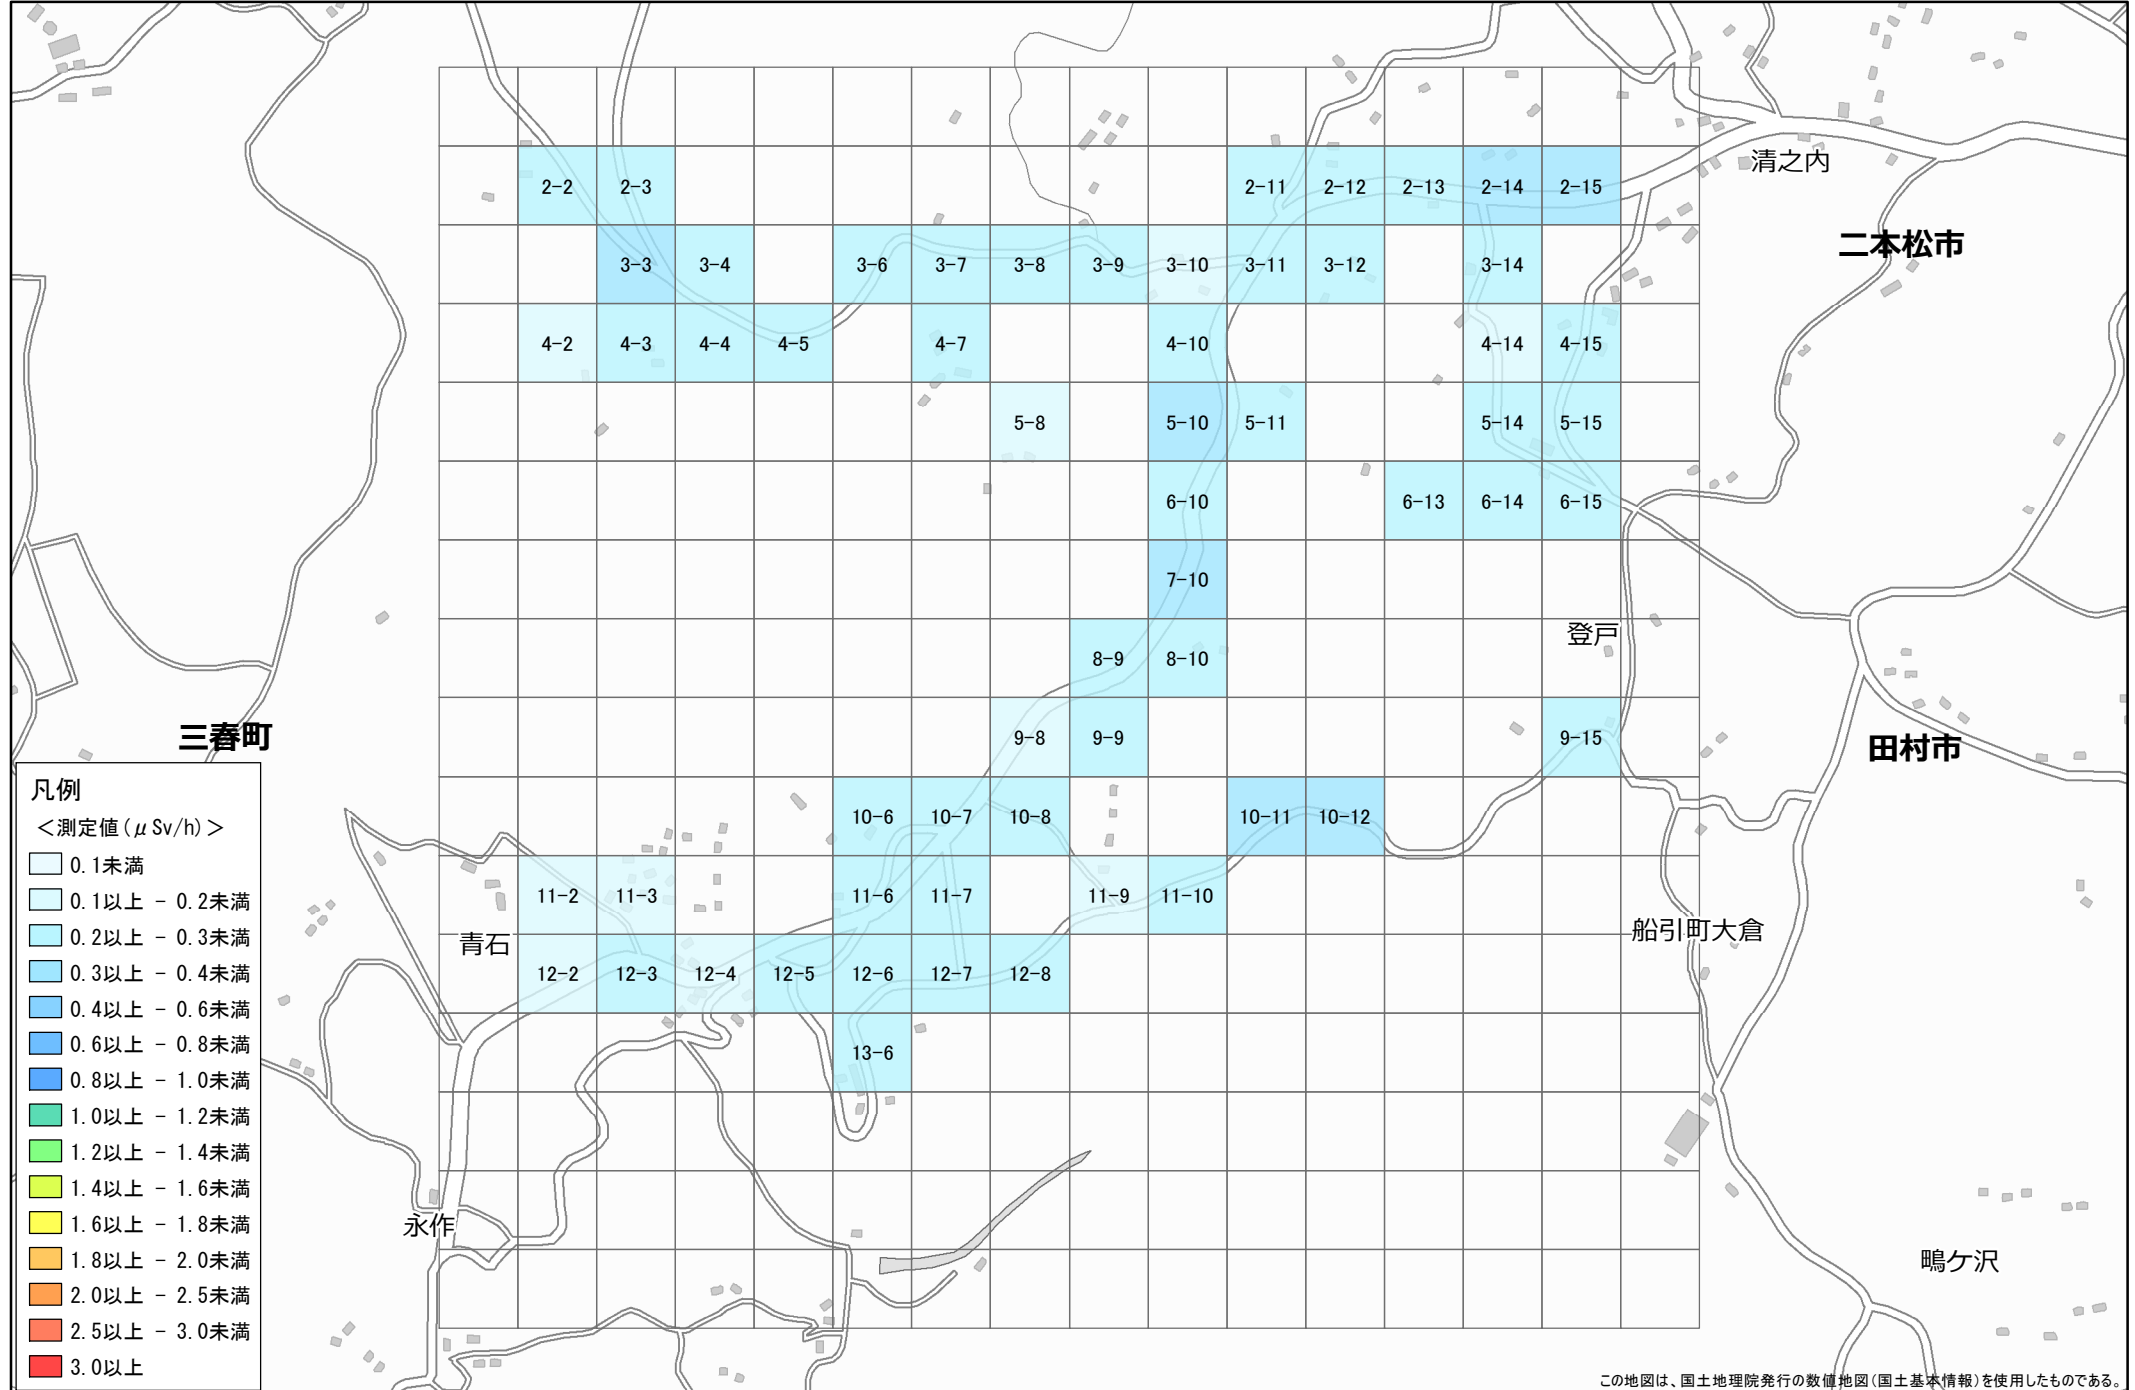 清之内
2-2 2-3 2-11 2-12 2-13 2-14 2-15
二本松市
3-3 3-4 3-6 3-7 3-8 3-9 3-10 3-11 3-12 3-14
4-2 4-3 4-4 4-5 4-7 4-10 4-14 4-15
5-8 5-10 5-11 5-14 5-15
6-10 6-13 6-14 6-15
7-10
登戸
8-9 8-10
三春町
9-8 9-9 9-15
田村市
10-6 10-7 10-8 10-11 10-12
11-2 11-3 11-6 11-7 11-9 11-10
青石
船引町大倉
12-2 12-3 12-4 12-5 12-6 12-7 12-8
13-6
永作
鴫ケ沢
凡例
＜測定値(μSv/h)＞
0.1未満
0.1以上 - 0.2未満
0.2以上 - 0.3未満
0.3以上 - 0.4未満
0.4以上 - 0.6未満
0.6以上 - 0.8未満
0.8以上 - 1.0未満
1.0以上 - 1.2未満
1.2以上 - 1.4未満
1.4以上 - 1.6未満
1.6以上 - 1.8未満
1.8以上 - 2.0未満
2.0以上 - 2.5未満
2.5以上 - 3.0未満
3.0以上
この地図は、国土地理院発行の数値地図(国土基本情報)を使用したものである。